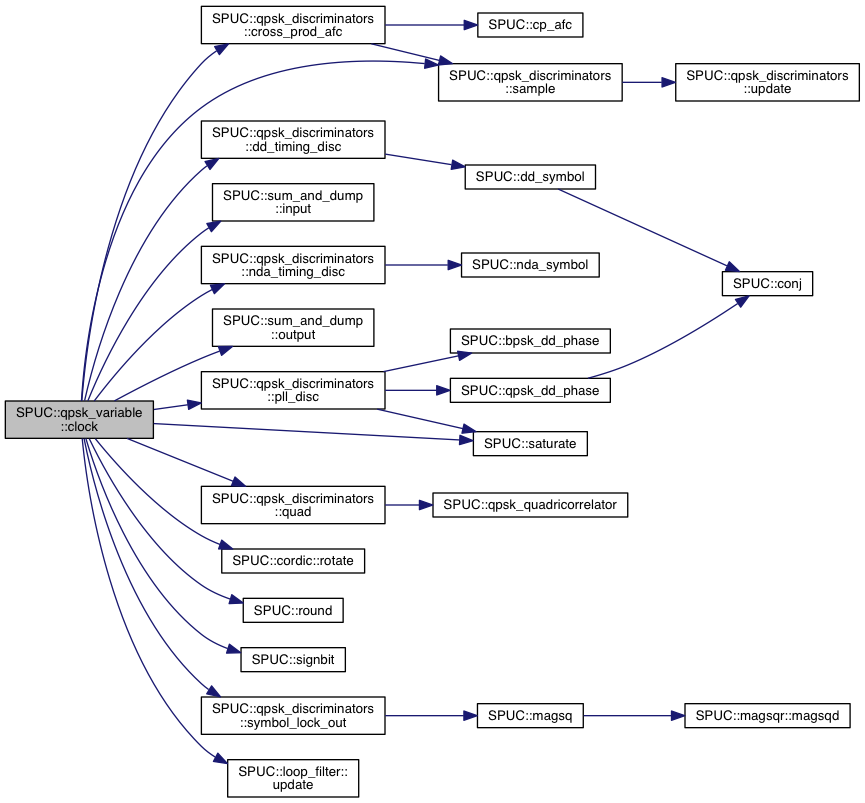 SPUC::qpsk_discriminators
::cross_prod_afc
SPUC::cp_afc
SPUC::qpsk_discriminators
::sample
SPUC::qpsk_discriminators
::update
SPUC::qpsk_discriminators
::dd_timing_disc
SPUC::dd_symbol
SPUC::sum_and_dump
::input
SPUC::qpsk_discriminators
::nda_timing_disc
SPUC::nda_symbol
SPUC::conj
SPUC::sum_and_dump
::output
SPUC::bpsk_dd_phase
SPUC::qpsk_discriminators
::pll_disc
SPUC::qpsk_dd_phase
SPUC::qpsk_variable
::clock
SPUC::saturate
SPUC::qpsk_discriminators
::quad
SPUC::qpsk_quadricorrelator
SPUC::cordic::rotate
SPUC::round
SPUC::signbit
SPUC::qpsk_discriminators
::symbol_lock_out
SPUC::magsq
SPUC::magsqr::magsqd
SPUC::loop_filter::
update